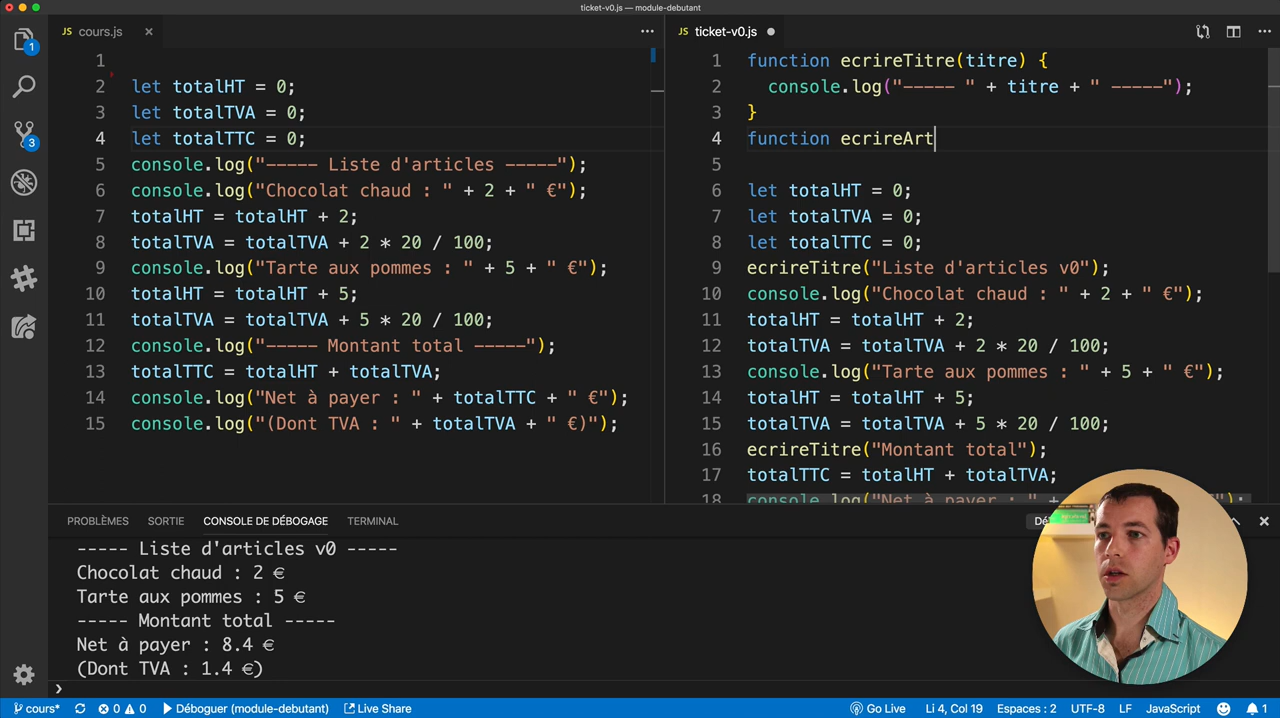 ticket-v0.js — module-debutant
JS cours.js ×
JS ticket-v0.js
1
2 let totalHT = 0;
3 let totalTVA = 0;
4 let totalTTC = 0;
5 console.log("----- Liste d'articles -----");
6 console.log("Chocolat chaud : " + 2 + " €");
7 totalHT = totalHT + 2;
8 totalTVA = totalTVA + 2 * 20 / 100;
9 console.log("Tarte aux pommes : " + 5 + " €");
10 totalHT = totalHT + 5;
11 totalTVA = totalTVA + 5 * 20 / 100;
12 console.log("----- Montant total -----");
13 totalTTC = totalHT + totalTVA;
14 console.log("Net à payer : " + totalTTC + " €");
15 console.log("(Dont TVA : " + totalTVA + " €)");
1 function ecrireTitre(titre) {
2 console.log("----- " + titre + " -----");
3 }
4 function ecrireArt
5
6 let totalHT = 0;
7 let totalTVA = 0;
8 let totalTTC = 0;
9 ecrireTitre("Liste d'articles v0");
10 console.log("Chocolat chaud : " + 2 + " €");
11 totalHT = totalHT + 2;
12 totalTVA = totalTVA + 2 * 20 / 100;
13 console.log("Tarte aux pommes : " + 5 + " €");
14 totalHT = totalHT + 5;
15 totalTVA = totalTVA + 5 * 20 / 100;
16 ecrireTitre("Montant total");
17 totalTTC = totalHT + totalTVA;
18 console.log("Net à payer : " +
1
3
PROBLÈMES SORTIE CONSOLE DE DÉBOGAGE TERMINAL
----- Liste d'articles v0 -----
Chocolat chaud : 2 €
Tarte aux pommes : 5 €
----- Montant total -----
Net à payer : 8.4 €
(Dont TVA : 1.4 €)
cours* 0 0 Déboguer (module-debutant) Live Share Go Live Li 4, Col 19 Espaces : 2 UTF-8 LF JavaScript 1